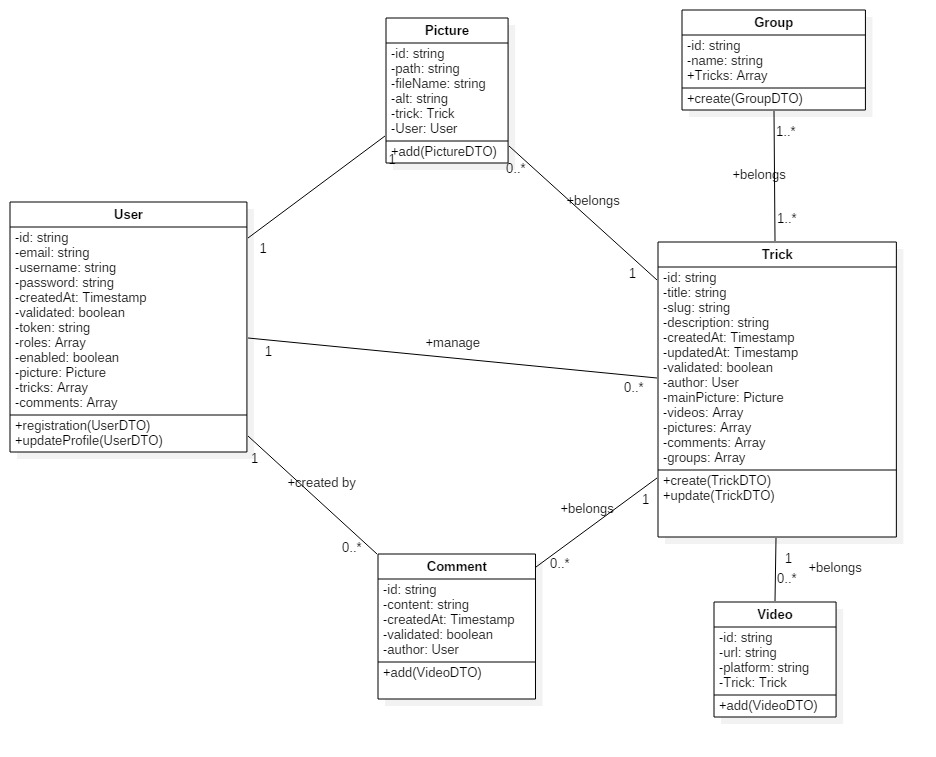 Picture
-id: string
-path: string
-fileName: string
-alt: string
-trick: Trick
-User: User
+add(PictureDTO)
1
0..*
Group
-id: string
-name: string
+Tricks: Array
+create(GroupDTO)
1..*
+belongs
1..*
+belongs
1
User
-id: string
-email: string
-username: string
-password: string
-createdAt: Timestamp
-validated: boolean
-token: string
-roles: Array
-enabled: boolean
-picture: Picture
-tricks: Array
-comments: Array
+registration(UserDTO)
+updateProfile(UserDTO)
1
1
+manage
0..*
1
+created by
0..*
Trick
-id: string
-title: string
-slug: string
-description: string
-createdAt: Timestamp
-updatedAt: Timestamp
-validated: boolean
-author: User
-mainPicture: Picture
-videos: Array
-pictures: Array
-comments: Array
-groups: Array
+create(TrickDTO)
+update(TrickDTO)
1
+belongs
0..*
1
+belongs
0..*
Comment
-id: string
-content: string
-createdAt: Timestamp
-validated: boolean
-author: User
+add(VideoDTO)
Video
-id: string
-url: string
-platform: string
-Trick: Trick
+add(VideoDTO)